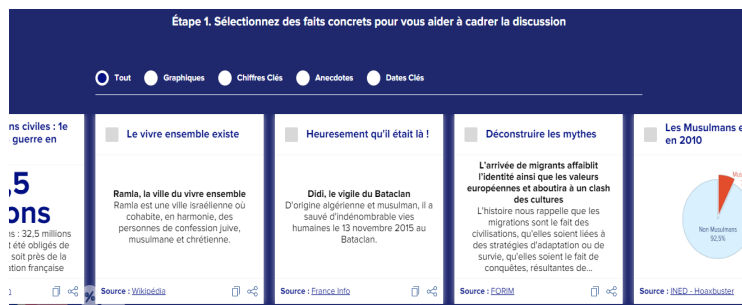 Étape 1. Sélectionnez des faits concrets pour vous aider à cadrer la discussion
Tout
Graphiques
Chiffres Clés
Anecdotes
Dates Clés
ns civiles : 1e
guerre en
,5
ons
ns : 32,5 millions
t été obligés de
soit près de la
ation française
Le vivre ensemble existe
Ramla, la ville du vivre ensemble
Ramla est une ville israélienne où
cohabite, en harmonie, des
personnes de confession juive,
musulmane et chrétienne.
Source : Wikipédia
Heuresement qu'il était là !
Didi, le vigile du Bataclan
D'origine algérienne et musulman, il a
sauvé d'indénombrable vies
humaines le 13 novembre 2015 au
Bataclan.
Source : France Info
Déconstruire les mythes
L'arrivée de migrants affaiblit
l'identité ainsi que les valeurs
européennes et aboutira à un clash
des cultures
L'histoire nous rappelle que les
migrations sont le fait des
civilisations, qu'elles soient liées à
des stratégies d'adaptation ou de
survie, qu'elles soient le fait de
conquêtes, résultantes de...
Source : FORIM
Les Musulmans e
en 2010
Mus
Non Musulmans
92,5%
Source : INED - Hoaxbuster
%